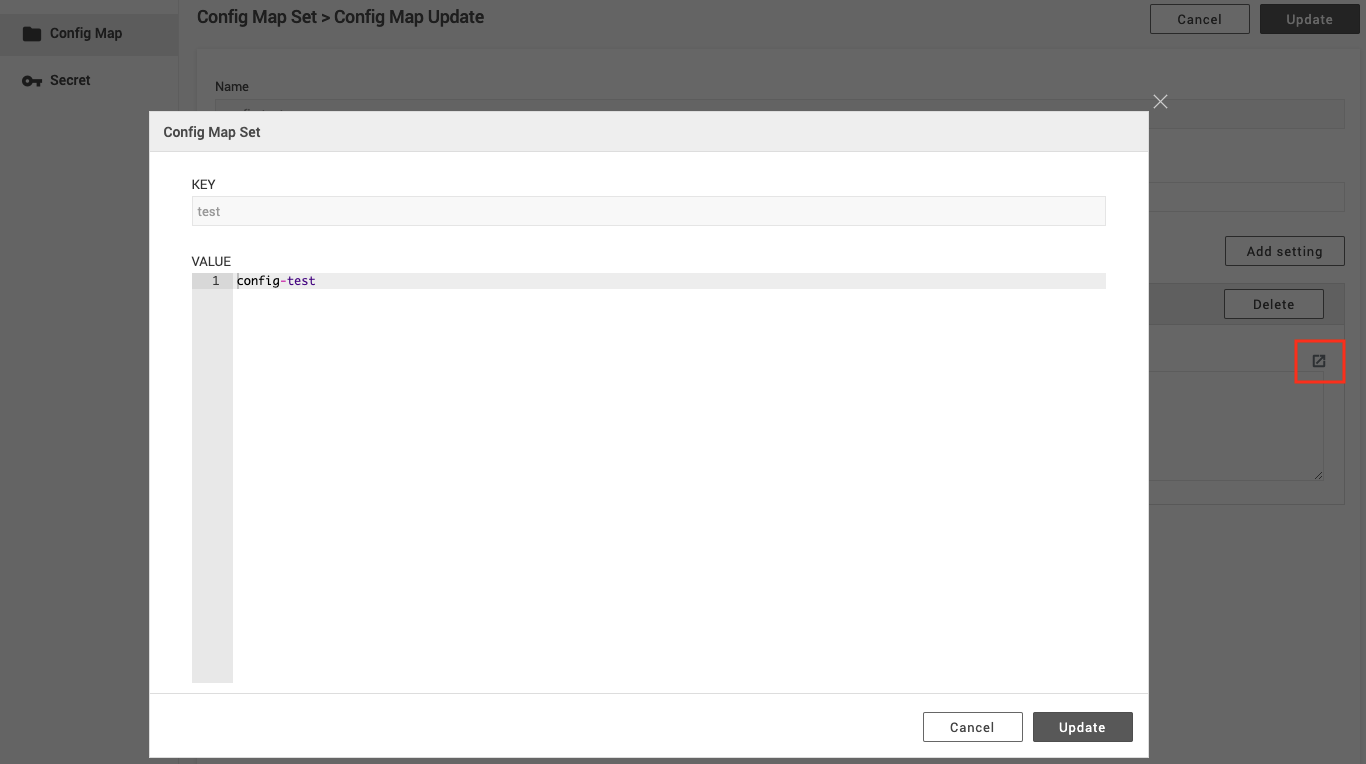 Config Map
Secret
Config Map Set > Config Map Update
Cancel
Update
Name
Config Map Set
KEY
test
VALUE
1 config-test
Add setting
Delete
Cancel
Update